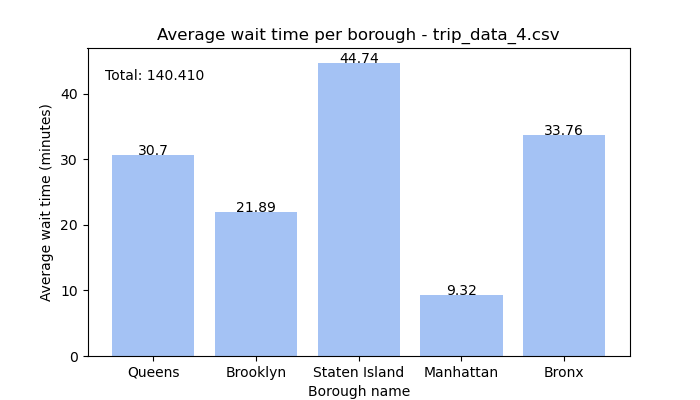 Average wait time per borough - trip_data_4.csv
Total: 140.410
Average wait time (minutes)
40
30
20
10
0
30.7
21.89
44.74
9.32
33.76
Queens Brooklyn Staten Island Manhattan Bronx
Borough name